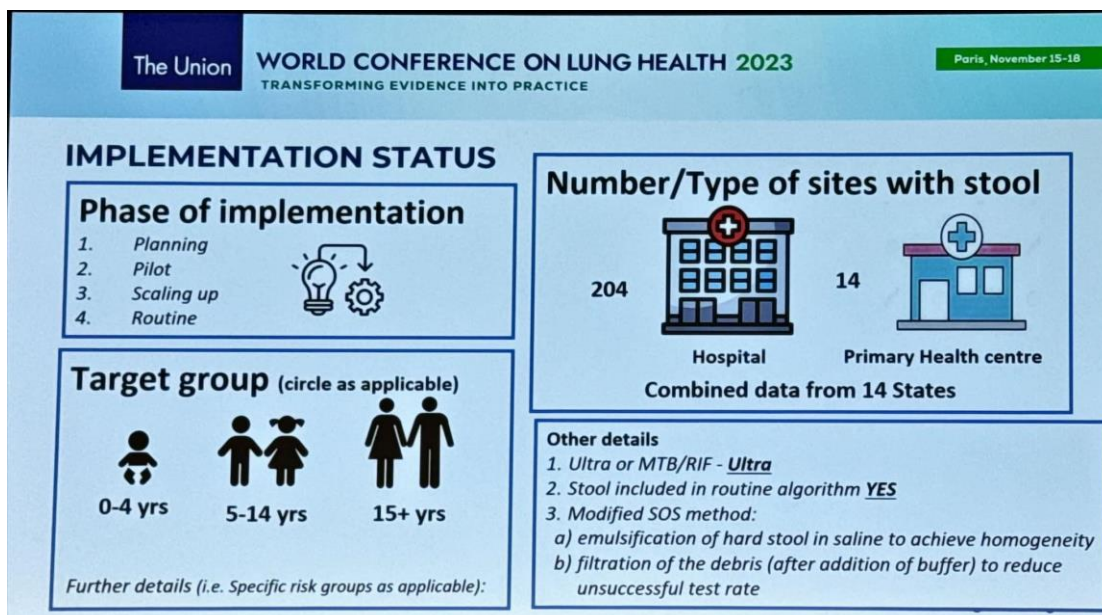 The Union
WORLD CONFERENCE ON LUNG HEALTH 2023
TRANSFORMING EVIDENCE INTO PRACTICE
Paris, November 15-18
IMPLEMENTATION STATUS
Phase of implementation
1. Planning
2. Pilot
3. Scaling up
4. Routine
Target group (circle as applicable)
0-4 yrs
5-14 yrs
15+ yrs
Further details (i.e. Specific risk groups as applicable):
Number/Type of sites with stool
204
14
Hospital
Primary Health centre
Combined data from 14 States
Other details
1. Ultra or MTB/RIF - Ultra
2. Stool included in routine algorithm YES
3. Modified SOS method:
a) emulsification of hard stool in saline to achieve homogeneity
b) filtration of the debris (after addition of buffer) to reduce
unsuccessful test rate